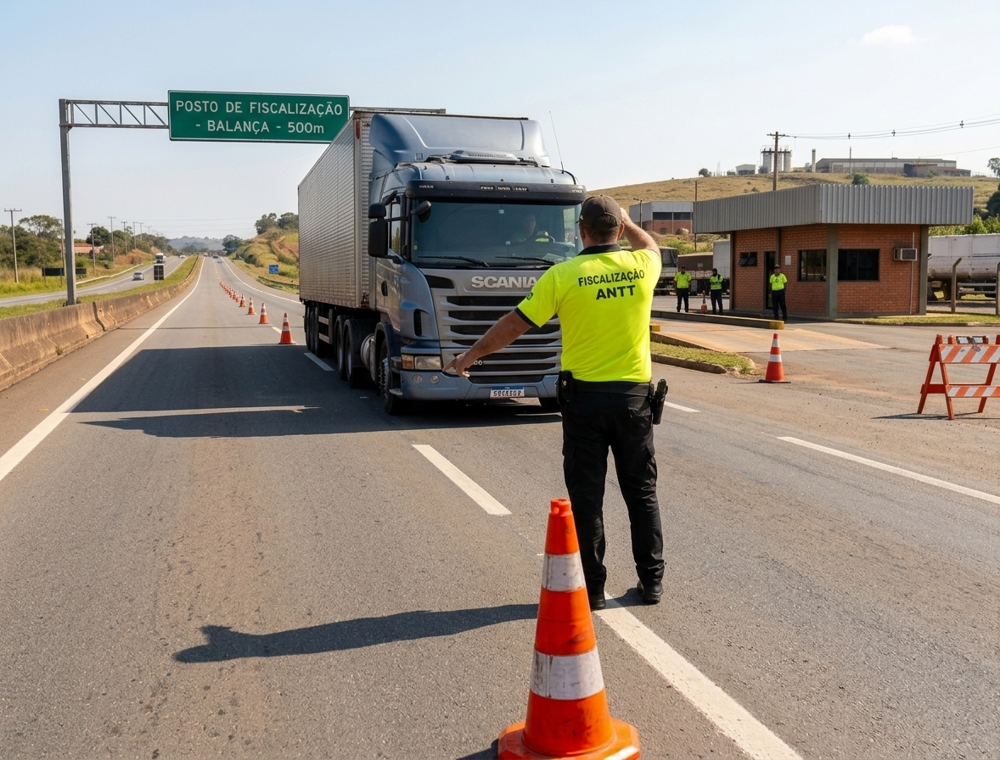 POSTO DE FISCALIZAÇÃO
- BALANÇA - 500m
SCANIA
FISCALIZAÇÃO
ANTT